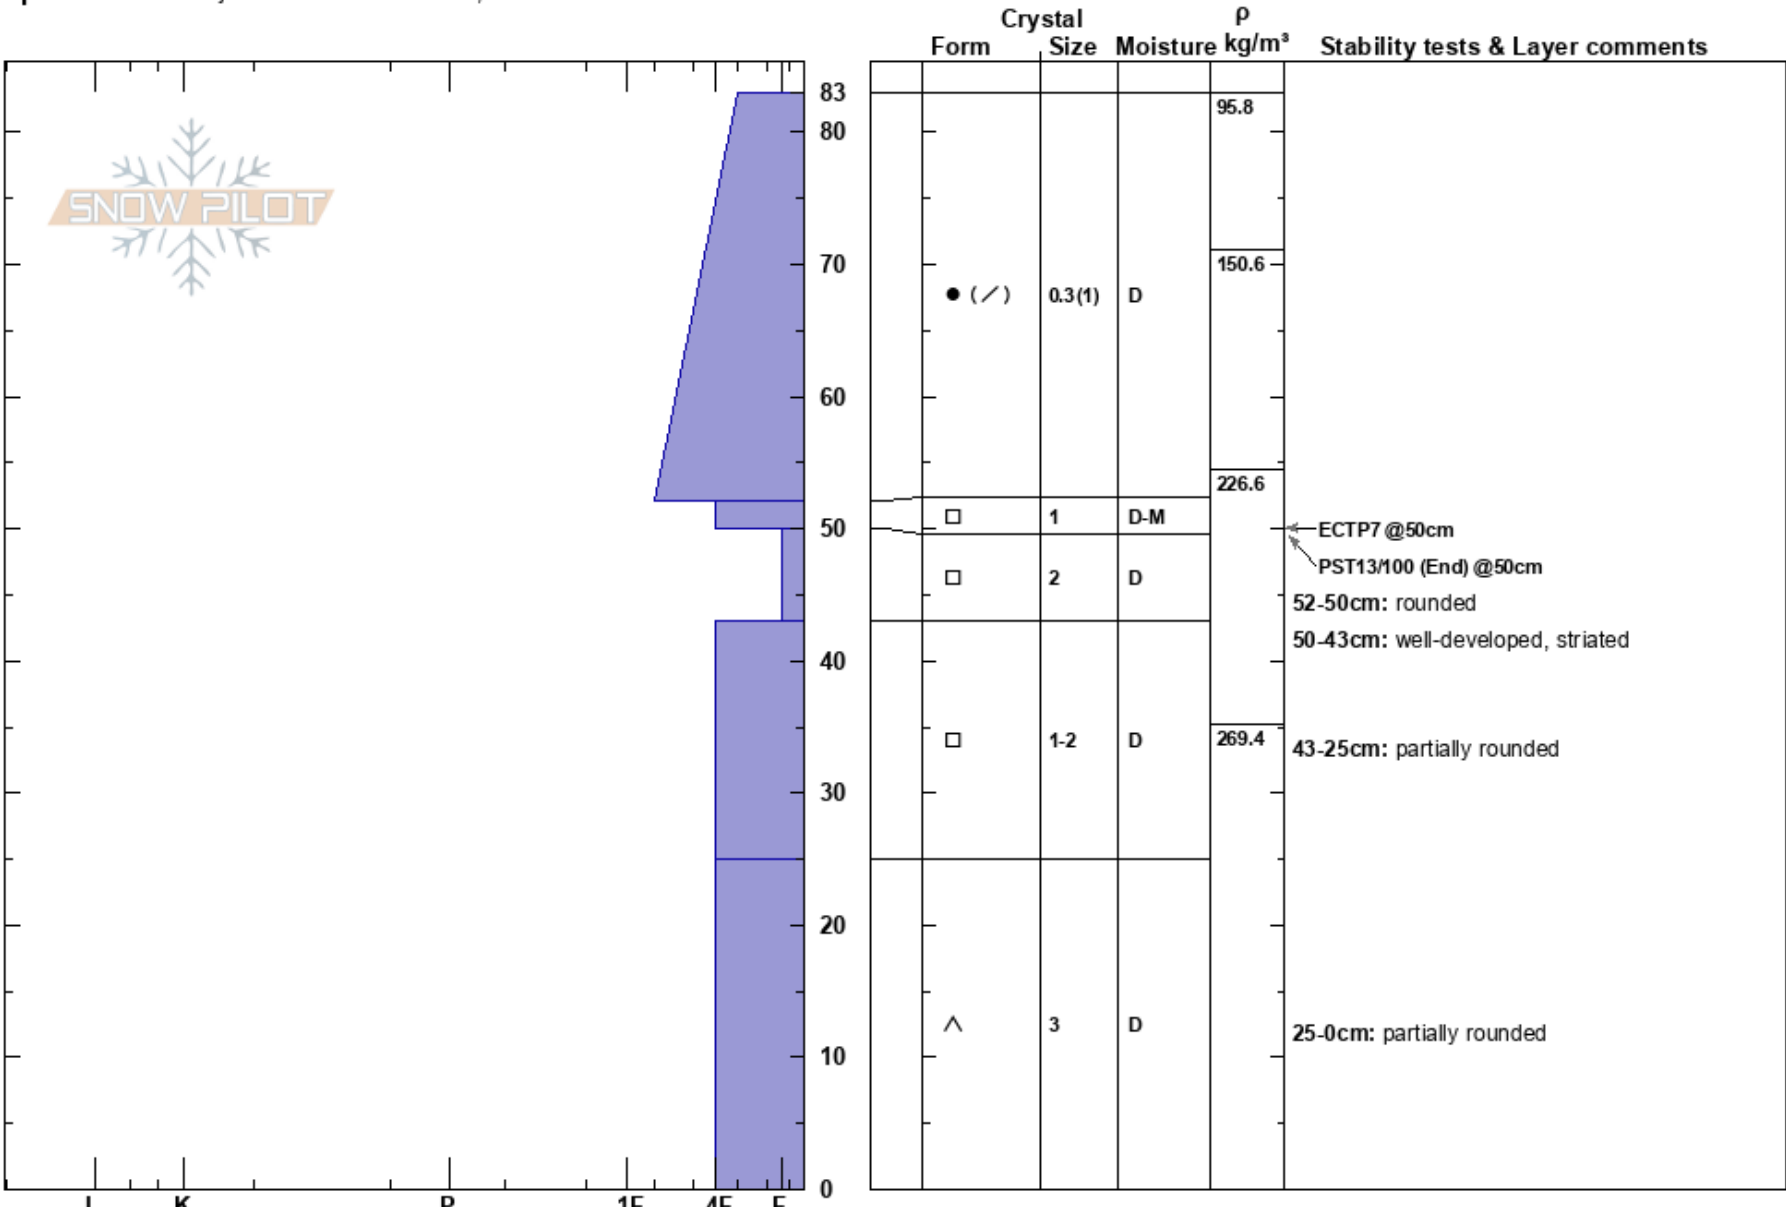 Crystal ρ
Form Size Moisture kg/m³ Stability tests & Layer comments
83 95.8
80
SNOW PILOT
70 150.6
● (∕) 0.3(1) D
60
226.6
□ 1 D-M
50 ECTP7 @50cm
PST13/100 (End) @50cm
□ 2 D
52-50cm: rounded
50-43cm: well-developed, striated
40
□ 1-2 D 269.4 43-25cm: partially rounded
30
20
∧ 3 D 25-0cm: partially rounded
10
0
I K P 1F 4F F